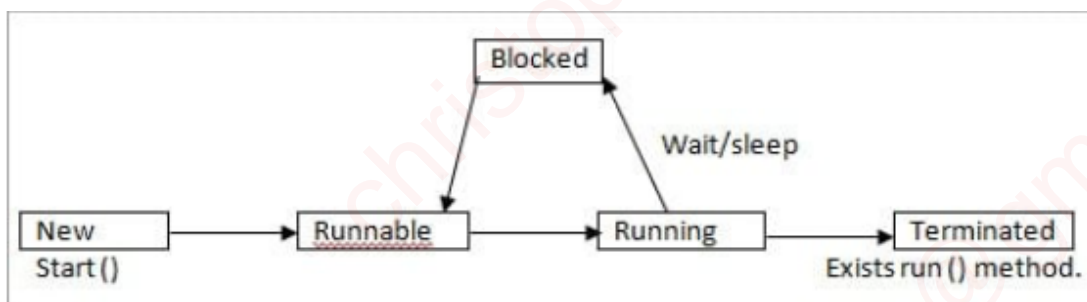 Blocked
Wait/sleep
New
Runnable
Running
Terminated
Start ()
Exists run () method.